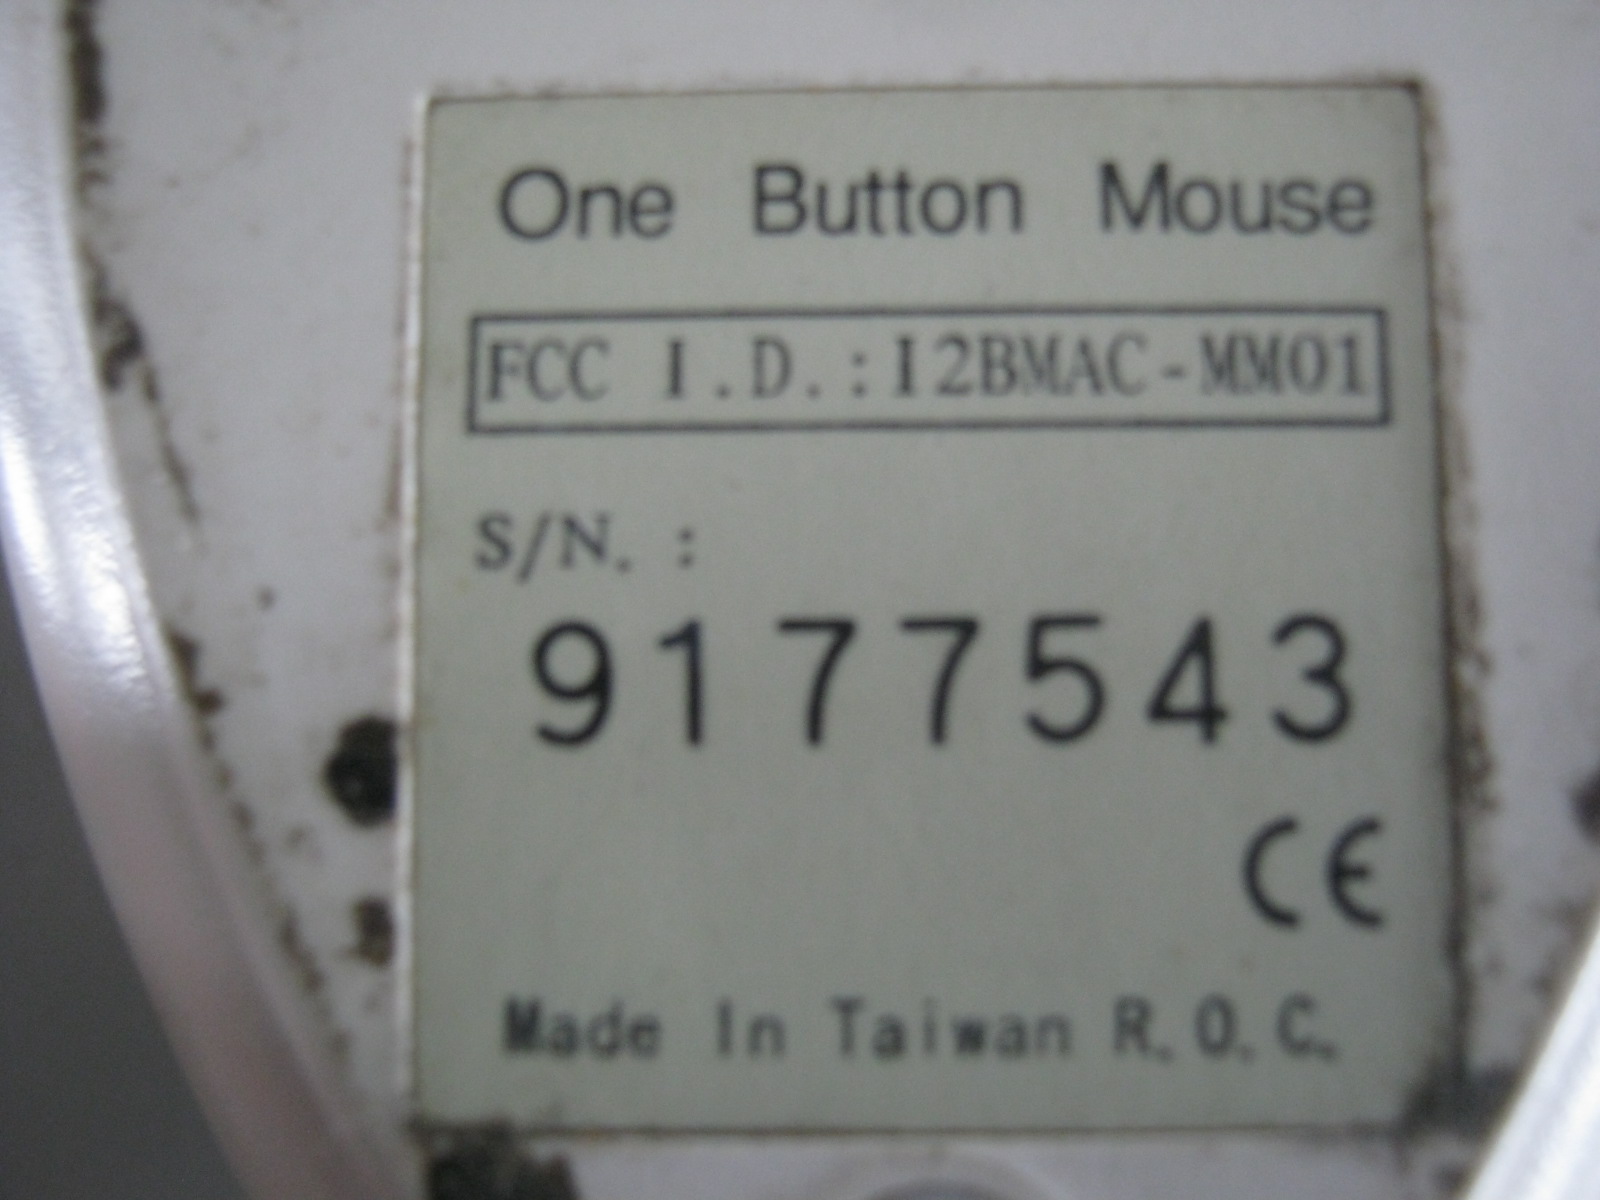 One Button Mouse
FCC I.D.:I2BMAC-MM01
S/N. :
9177543
CE
Made In Taiwan R.O.C.